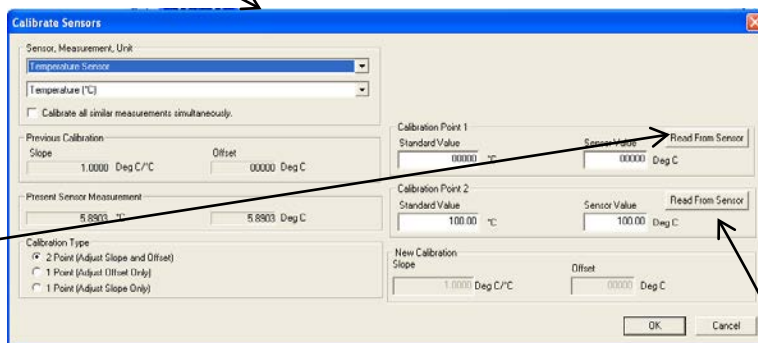 Calibrate Sensors
Sensor, Measurement, Unit
Temperature Sensor
Temperature (°C)
Calibrate all similar measurements simultaneously.
Previous Calibration
Slope
Offset
1.0000 Deg C/°C
00000 Deg C
Present Sensor Measurement
5.8903 °C
5.8903 Deg C
Calibration Type
2 Point (Adjust Slope and Offset)
1 Point (Adjust Offset Only)
1 Point (Adjust Slope Only)
Calibration Point 1
Standard Value
Sensor Value
Read From Sensor
00000 °C
00000 Deg C
Calibration Point 2
Standard Value
Sensor Value
Read From Sensor
100.00 °C
100.00 Deg C
New Calibration
Slope
Offset
1.0000 Deg C/°C
00000 Deg C
OK
Cancel